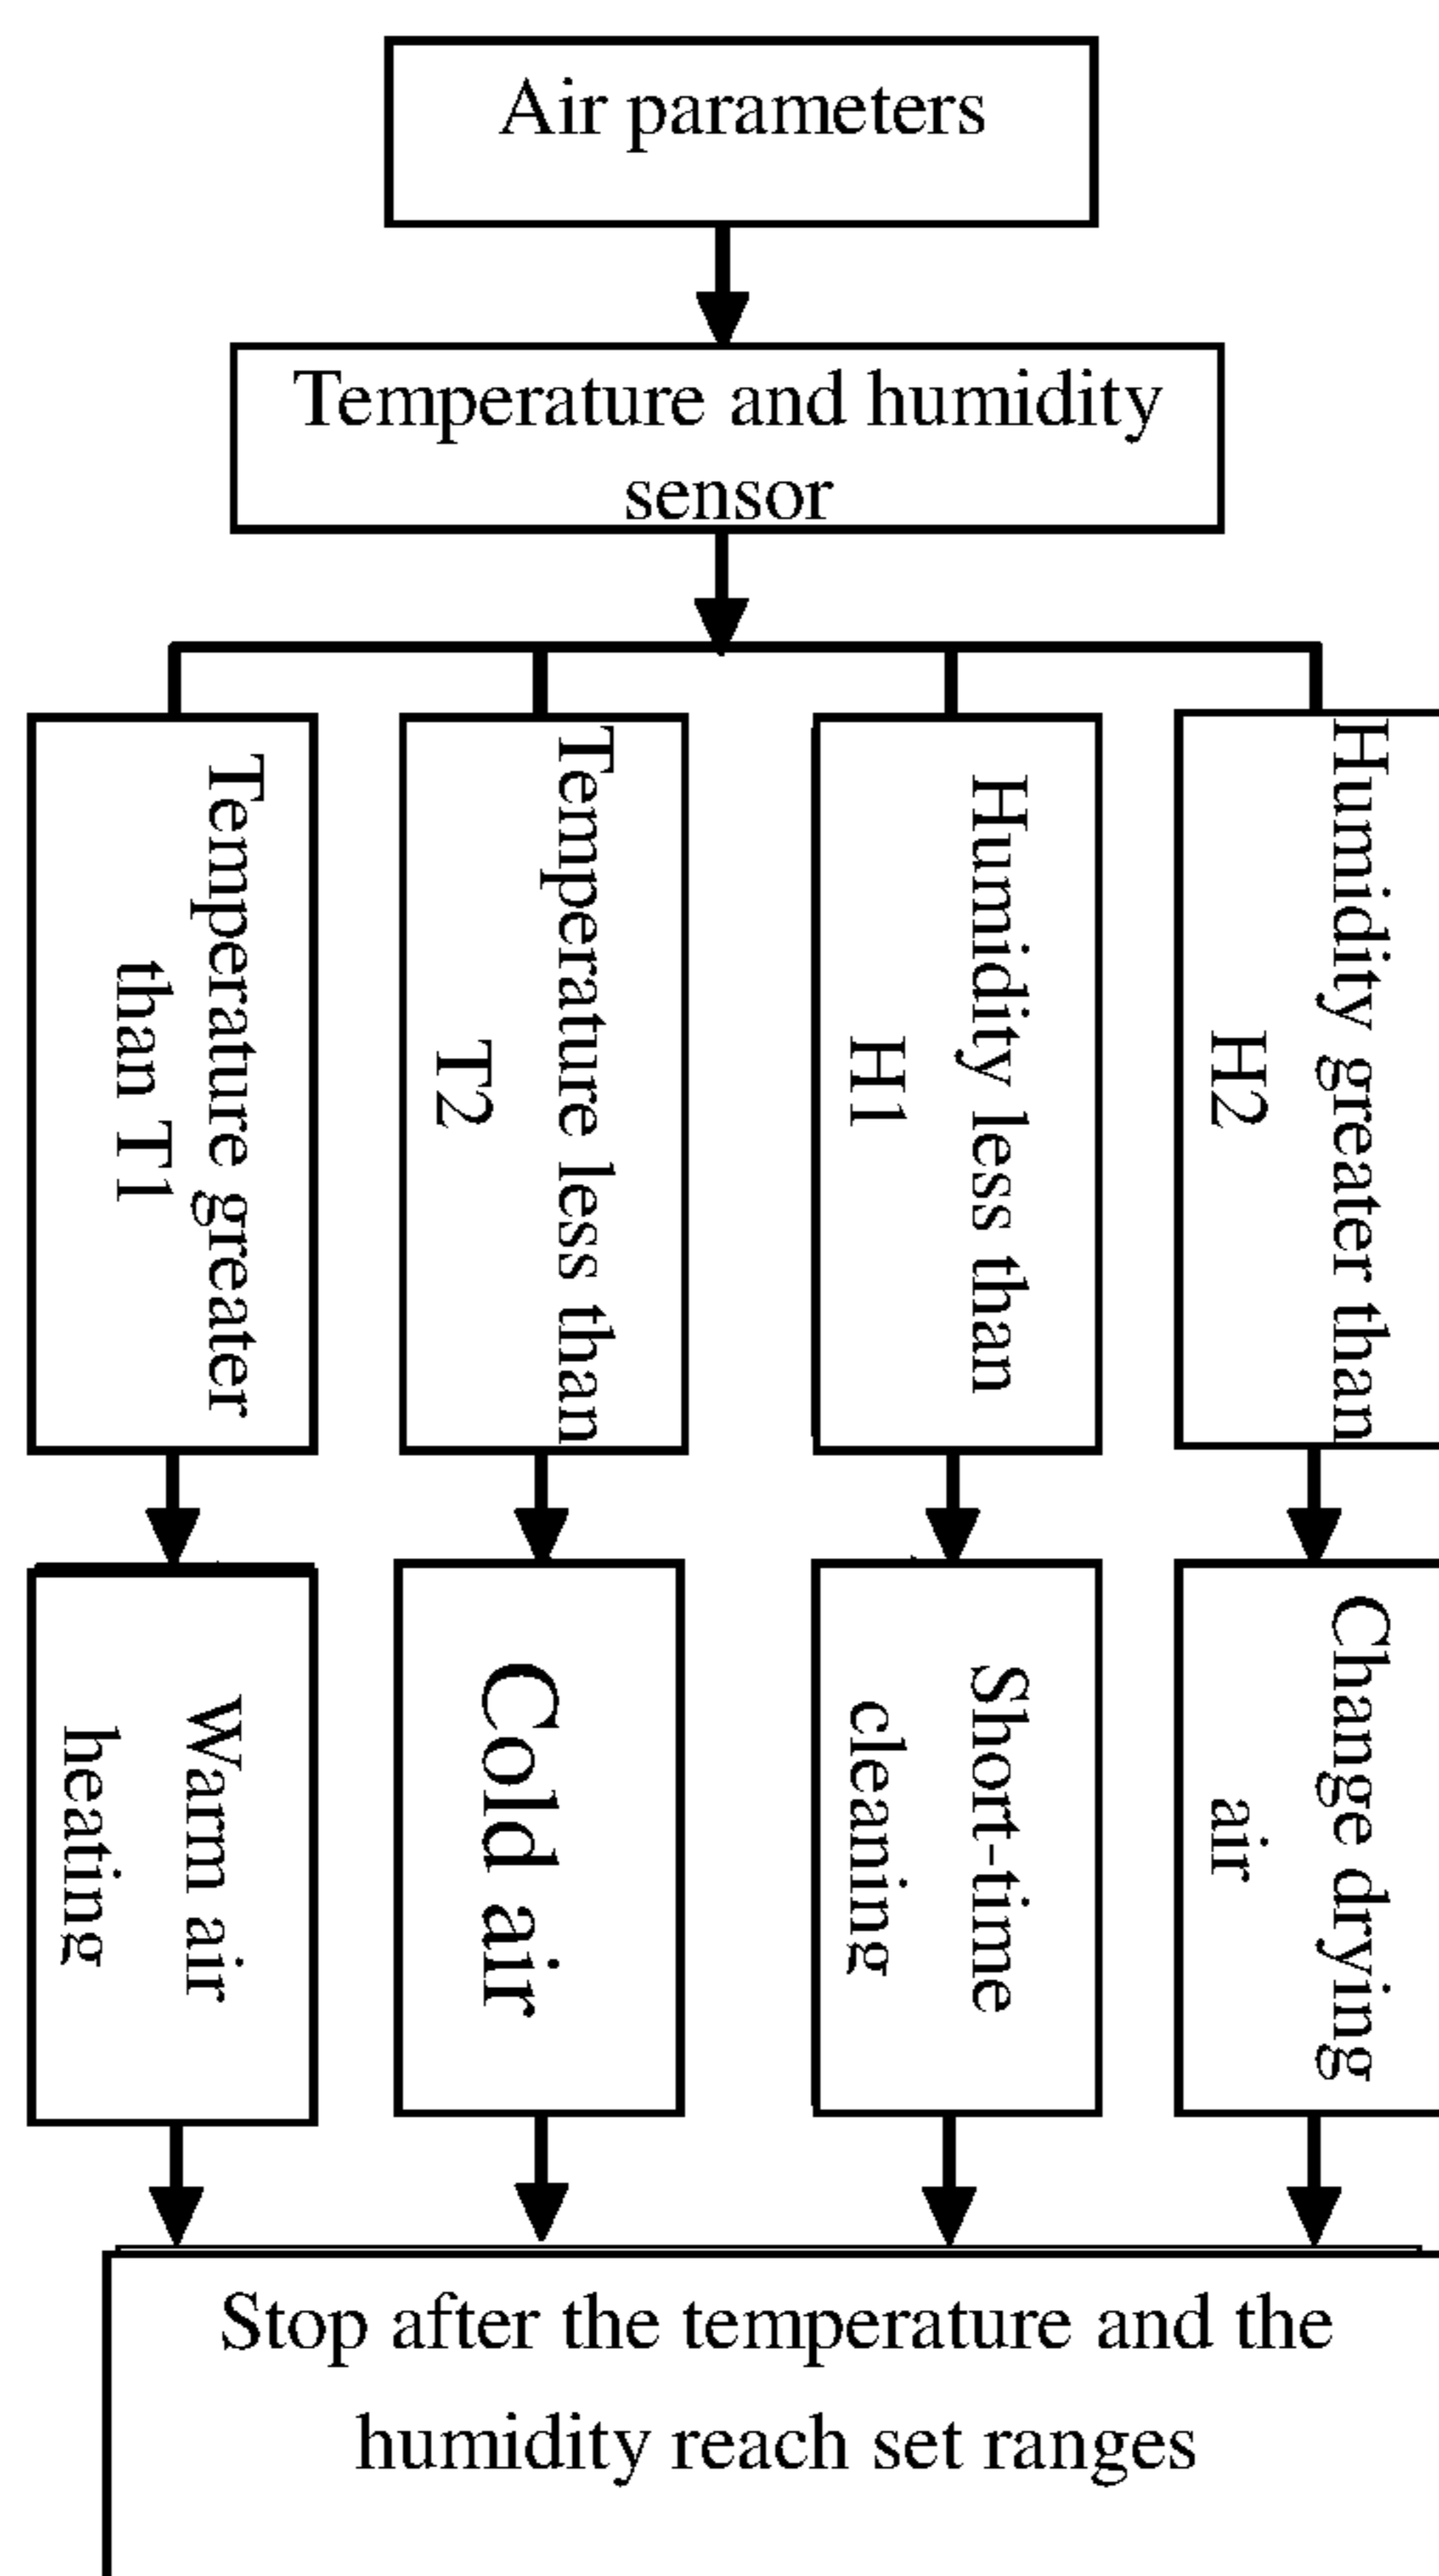 Air parameters
Temperature and humidity
sensor
Temperature greater
than T1
Temperature less than
T2
Humidity less than
H1
Humidity greater than
H2
Warm air
heating
Cold air
Short-time
cleaning
Change drying
air
Stop after the temperature and the
humidity reach set ranges